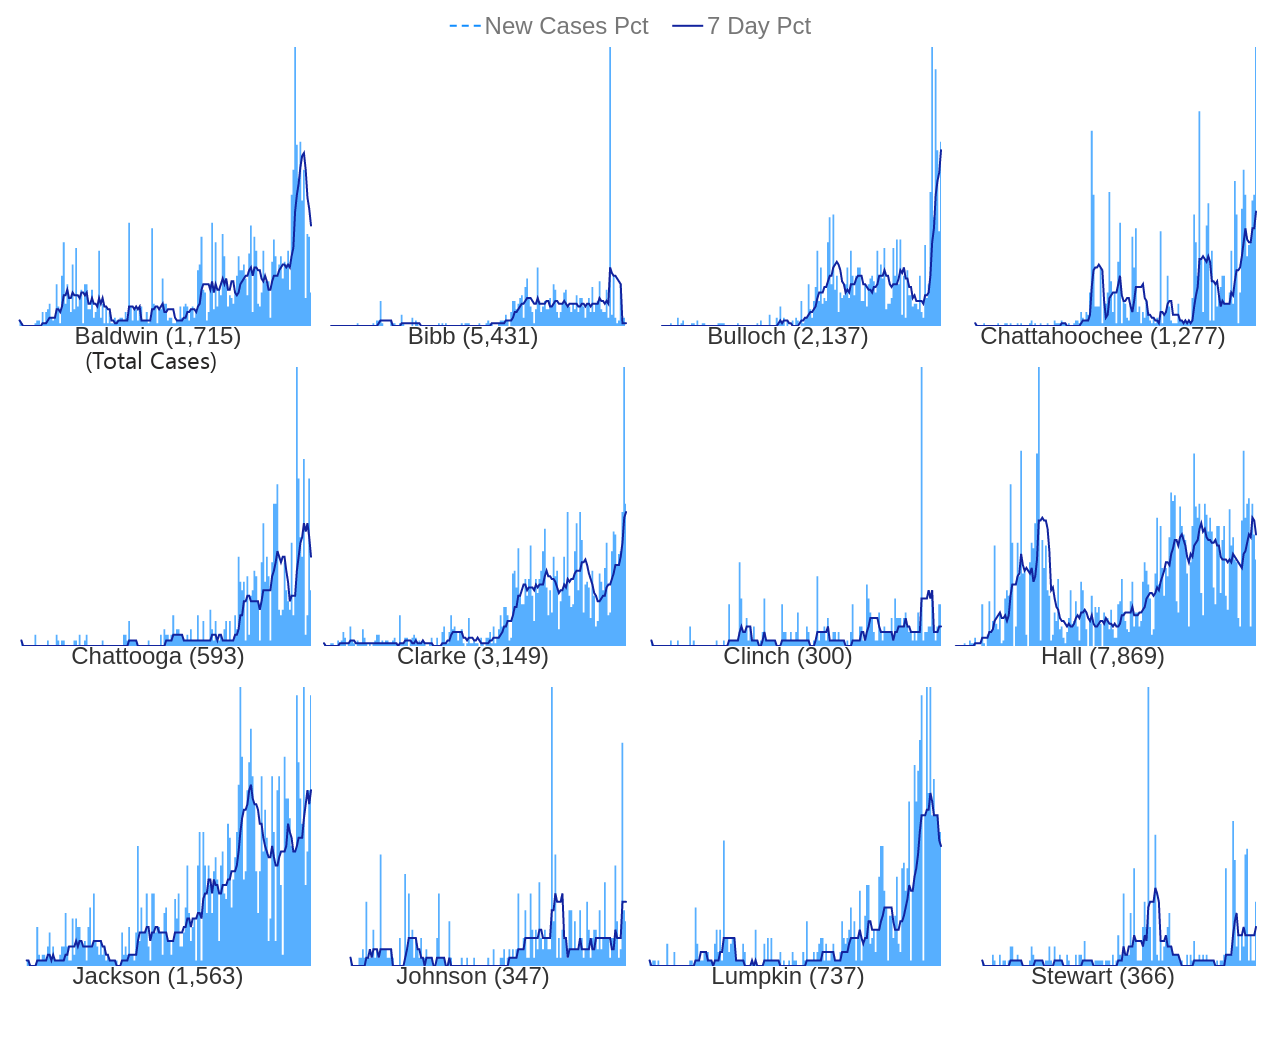 New Cases Pct 7 Day Pct
Baldwin (1,715) Bibb (5,431) Bulloch (2,137) Chattahoochee (1,277)
(Total Cases)
Chattooga (593) Clarke (3,149) Clinch (300) Hall (7,869)
Jackson (1,563) Johnson (347) Lumpkin (737) Stewart (366)